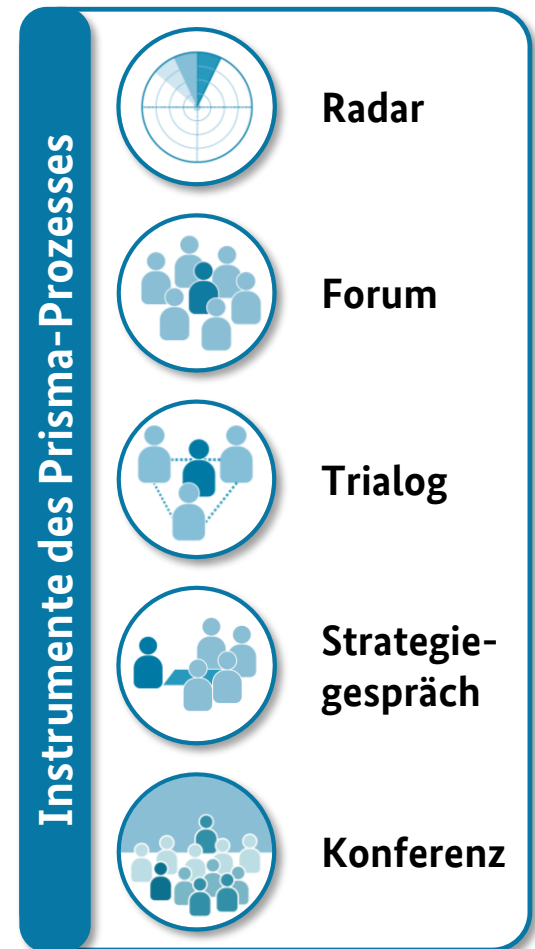 Instrumente des Prisma-Prozesses
Radar
Forum
Trialog
Strategie-
gespräch
Konferenz